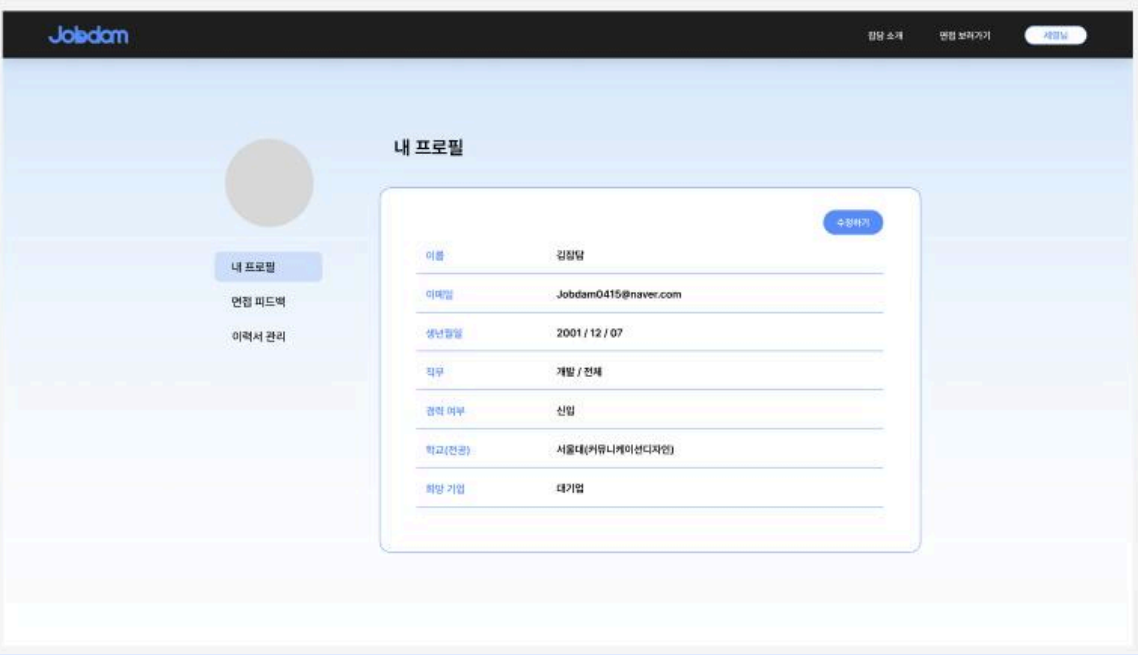 Jobdam
잡담 소개 면접 보러가기
내 프로필
내 프로필
면접 피드백
이력서 관리
수정하기
이름 김잡담
이메일 Jobdam0415@naver.com
생년월일 2001 / 12 / 07
직무 개발 / 전체
경력 여부 신입
학교(전공) 서울대(커뮤니케이션디자인)
희망 기업 대기업